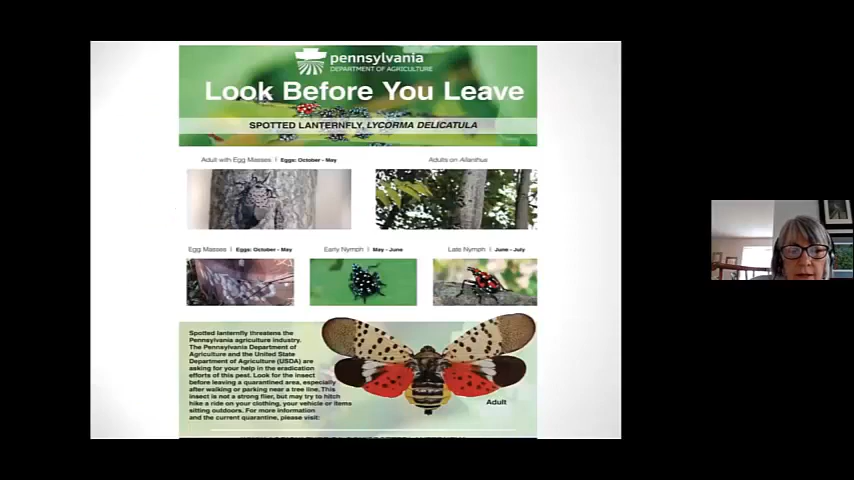 pennsylvania
DEPARTMENT OF AGRICULTURE
Look Before You Leave
SPOTTED LANTERNFLY, LYCORMA DELICATULA
Adult with Egg Masses | Eggs: October - May
Adults on Ailanthus
Egg Masses | Eggs: October - May
Early Nymph | May - June
Late Nymph | June - July
Spotted lanternfly threatens the
Pennsylvania agriculture industry.
The Pennsylvania Department of
Agriculture and the United State
Department of Agriculture (USDA) are
asking for your help in the eradication
efforts of this pest. Look for the insect
before leaving a quarantined area, especially
after walking or parking near a tree line. This
insect is not a strong flier, but may try to hitch
hike a ride on your clothing, your vehicle or items
sitting outdoors. For more information
and the current quarantine, please visit:
Adult